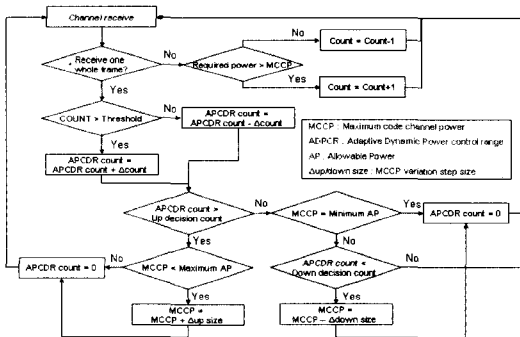 Channel receive
Receive one
whole frame?
No
Required power > MCCP
No
Count = Count-1
Yes
Count = Count+1
Yes
COUNT > Threshold
No
APCDR count =
APCDR count - Δcount
Yes
APCDR count =
APCDR count + Δcount
MCCP : Maximum code channel power
ADPCR : Adaptive Dynamic Power control range
AP : Allowable Power
Δup/down size : MCCP variation step size
APCDR count >
Up decision count
No
MCCP = Minimum AP
Yes
APCDR count = 0
Yes
No
APCDR count = 0
No
MCCP < Maximum AP
APCDR count <
Down decision count
No
Yes
Yes
MCCP =
MCCP + Δup size
MCCP =
MCCP - Δdown size